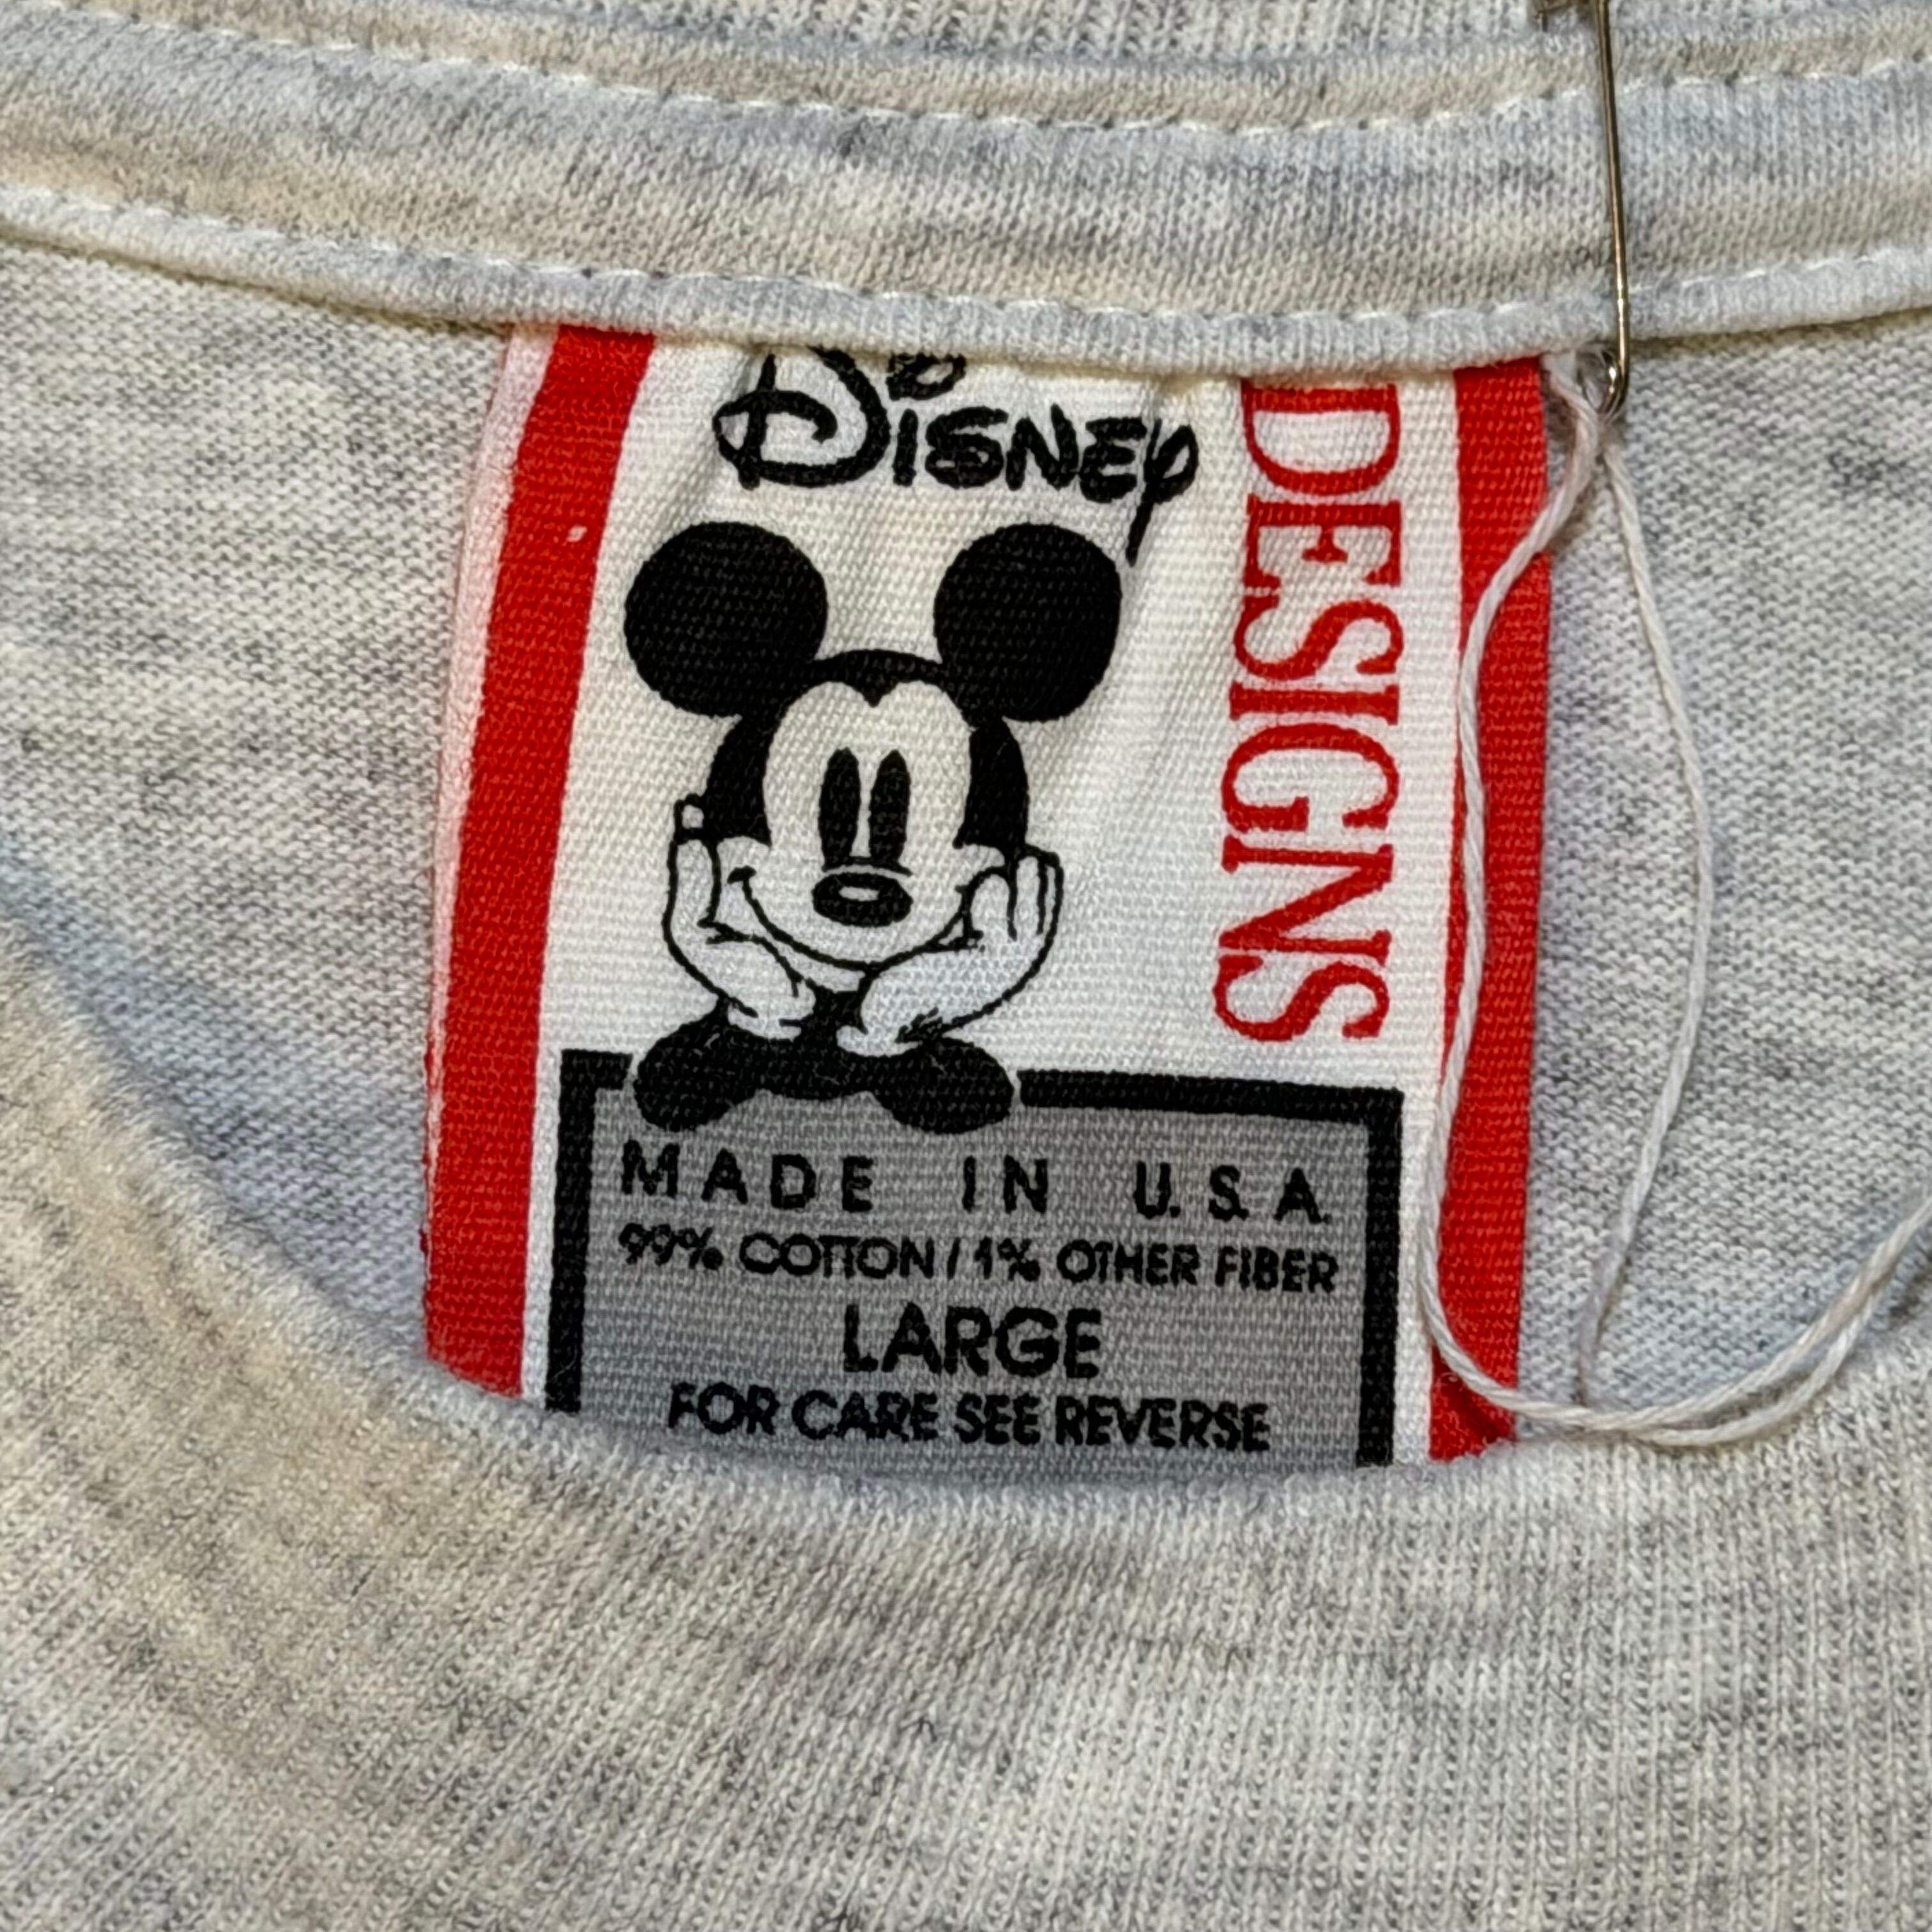 Disney
DESIGNS
MADE IN U.S.A.
99% COTTON / 1% OTHER FIBER
LARGE
FOR CARE SEE REVERSE